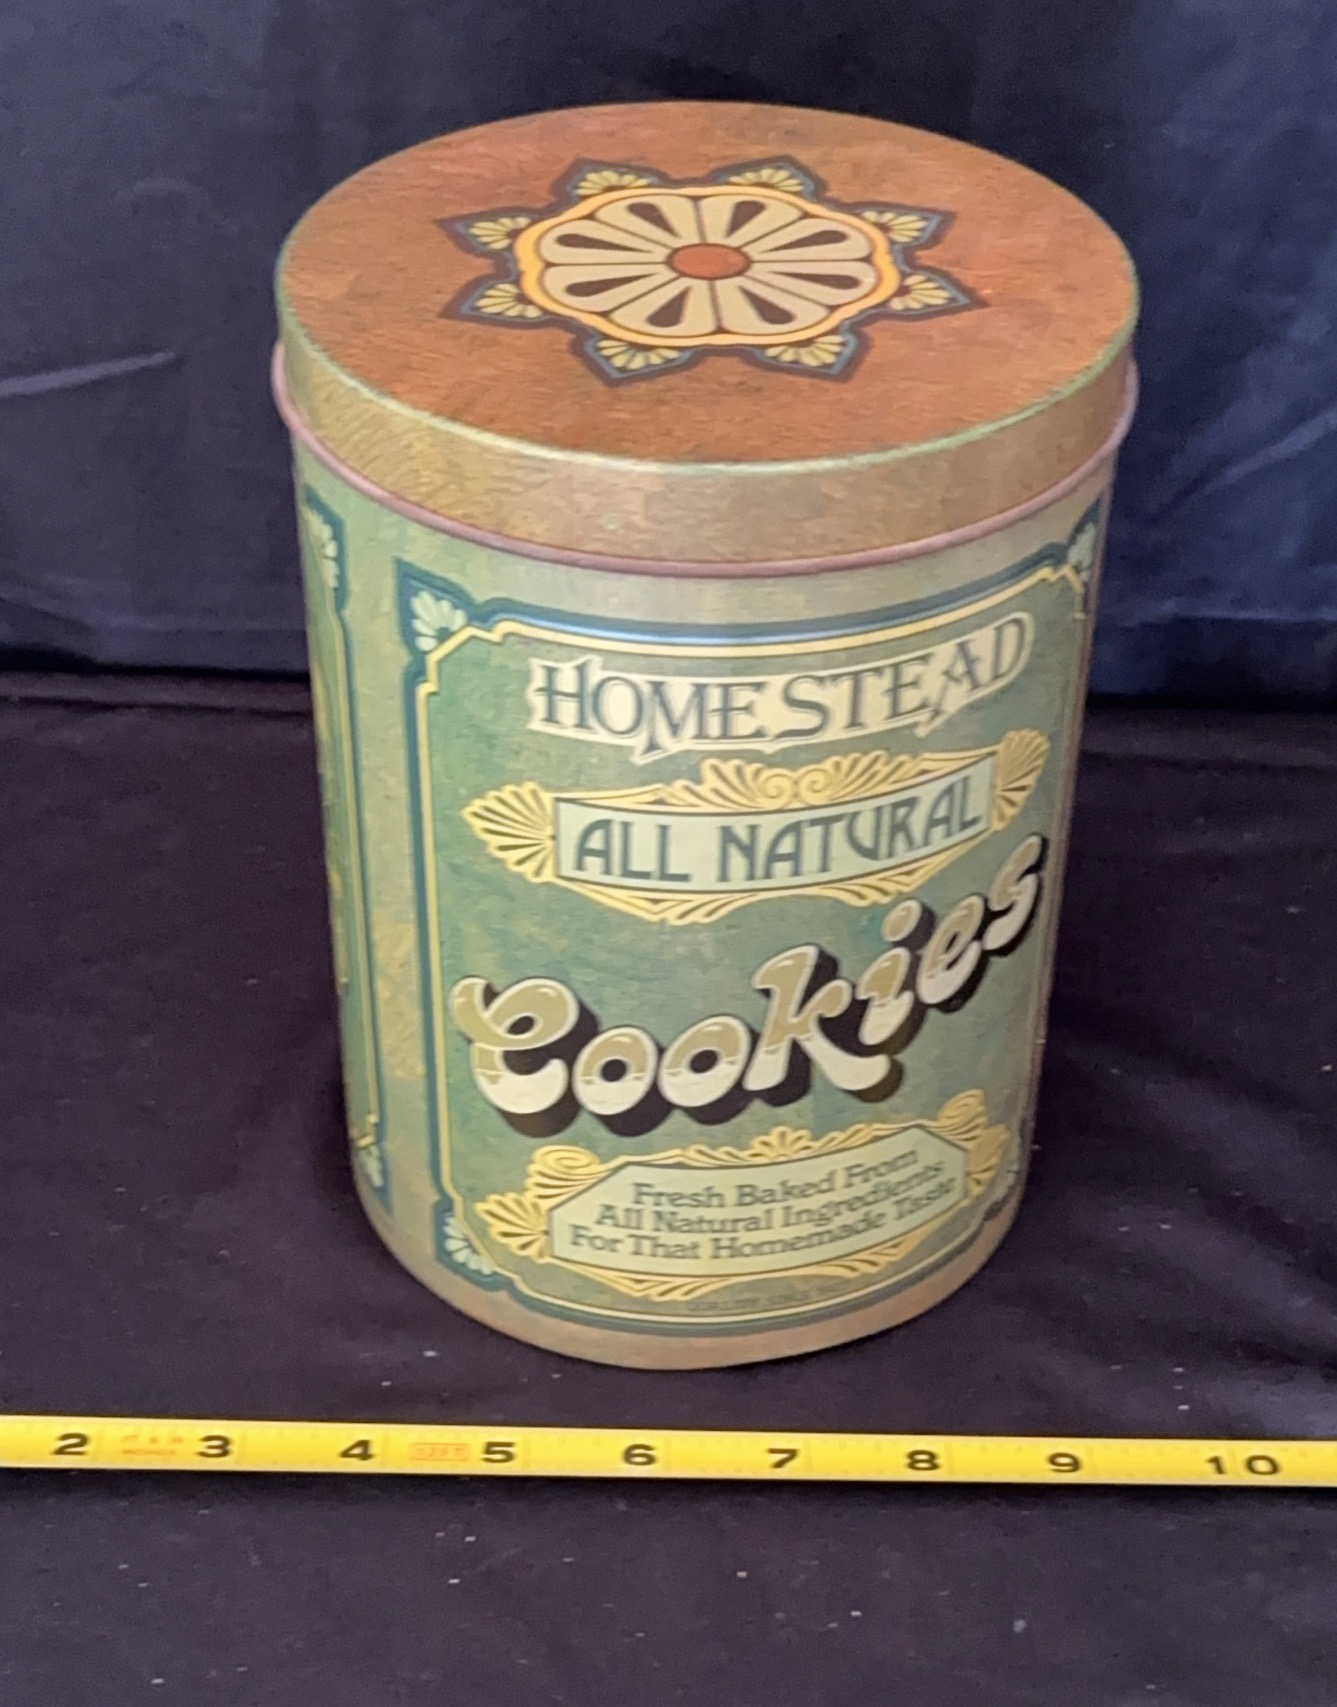 HOMESTEAD
ALL NATURAL
Cookies
Fresh Baked From
All Natural Ingredients
For That Homemade Taste
2 3 4 5 6 7 8 9 10